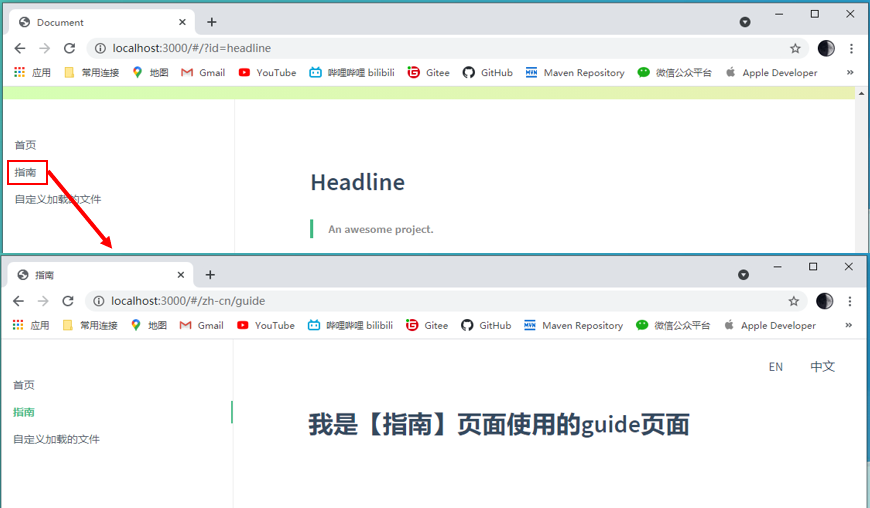 Document
localhost:3000/#/?id=headline
应用 常用连接 地图 Gmail YouTube 哔哩哔哩 bilibili Gitee GitHub Maven Repository 微信公众平台 Apple Developer »
首页
指南
自定义加载的文件
Headline
An awesome project.
指南
localhost:3000/#/zh-cn/guide
应用 常用连接 地图 Gmail YouTube 哔哩哔哩 bilibili Gitee GitHub Maven Repository 微信公众平台 Apple Developer »
EN 中文
首页
指南
自定义加载的文件
我是【指南】页面使用的guide页面